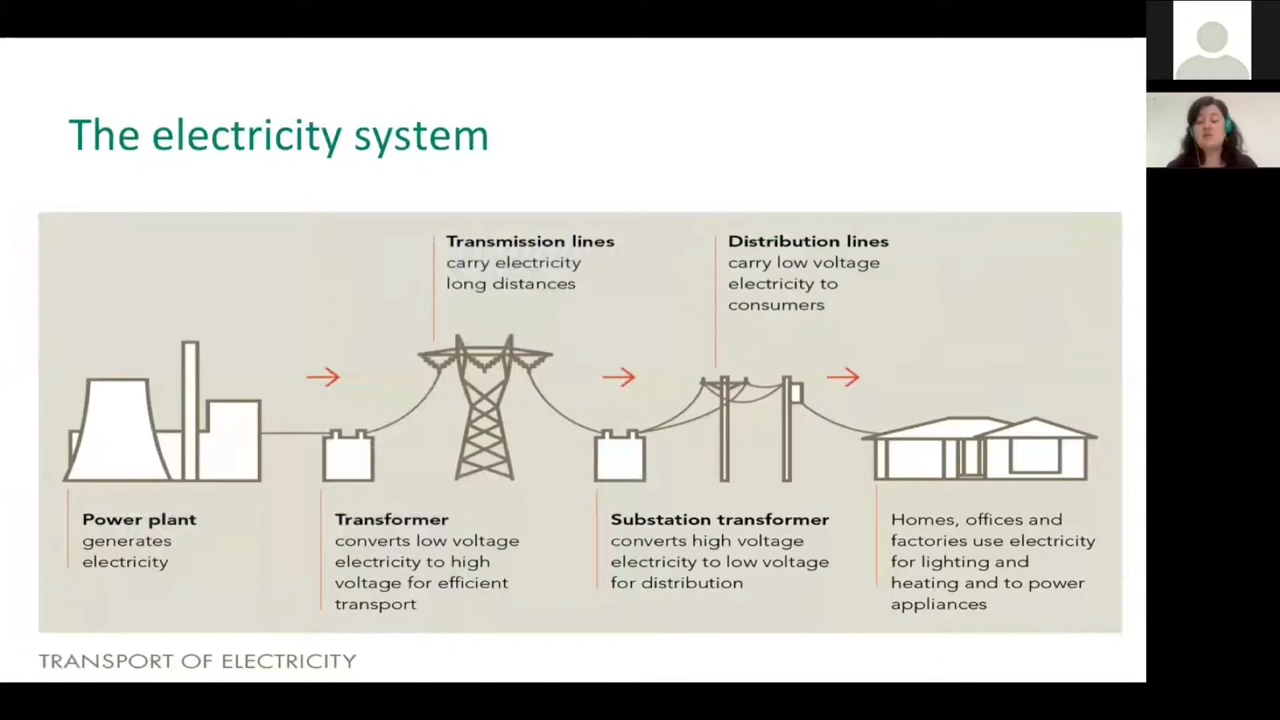 The electricity system
Transmission lines
carry electricity
long distances
Distribution lines
carry low voltage
electricity to
consumers
Power plant
generates
electricity
Transformer
converts low voltage
electricity to high
voltage for efficient
transport
Substation transformer
converts high voltage
electricity to low voltage
for distribution
Homes, offices and
factories use electricity
for lighting and
heating and to power
appliances
TRANSPORT OF ELECTRICITY